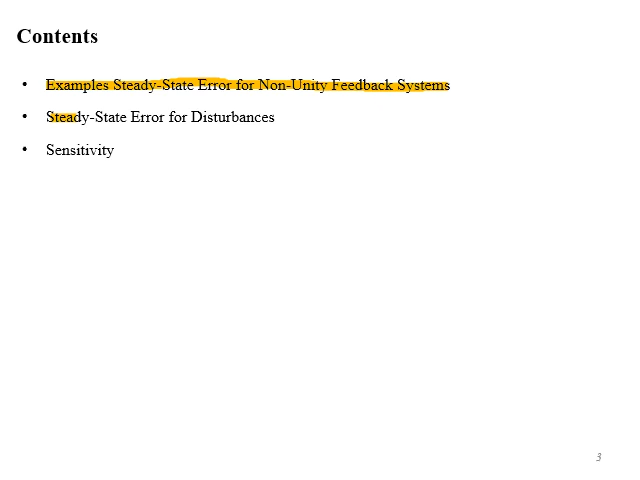 Contents
• Examples Steady-State Error for Non-Unity Feedback Systems
• Steady-State Error for Disturbances
• Sensitivity
3